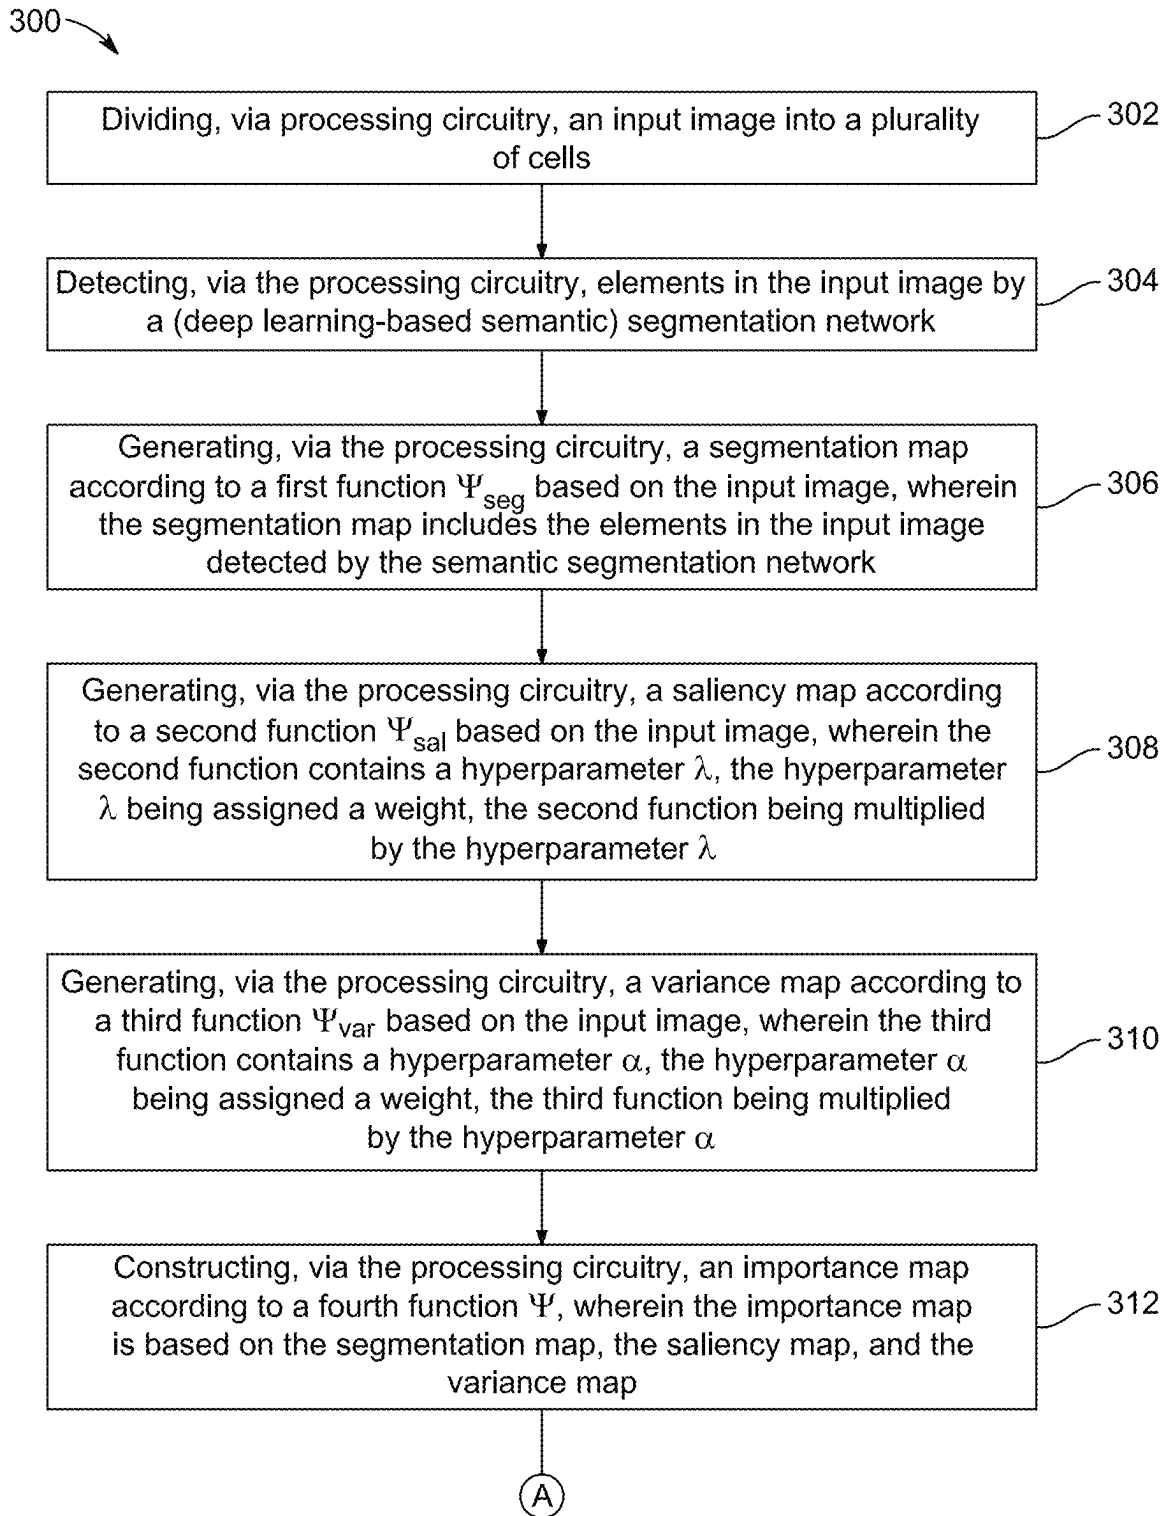 300
Dividing, via processing circuitry, an input image into a plurality
of cells
302
Detecting, via the processing circuitry, elements in the input image by
a (deep learning-based semantic) segmentation network
304
Generating, via the processing circuitry, a segmentation map
according to a first function Ψseg based on the input image, wherein
the segmentation map includes the elements in the input image
detected by the semantic segmentation network
306
Generating, via the processing circuitry, a saliency map according
to a second function Ψsal based on the input image, wherein the
second function contains a hyperparameter λ, the hyperparameter
λ being assigned a weight, the second function being multiplied
by the hyperparameter λ
308
Generating, via the processing circuitry, a variance map according to
a third function Ψvar based on the input image, wherein the third
function contains a hyperparameter α, the hyperparameter α
being assigned a weight, the third function being multiplied
by the hyperparameter α
310
Constructing, via the processing circuitry, an importance map
according to a fourth function Ψ, wherein the importance map
is based on the segmentation map, the saliency map, and the
variance map
312
A